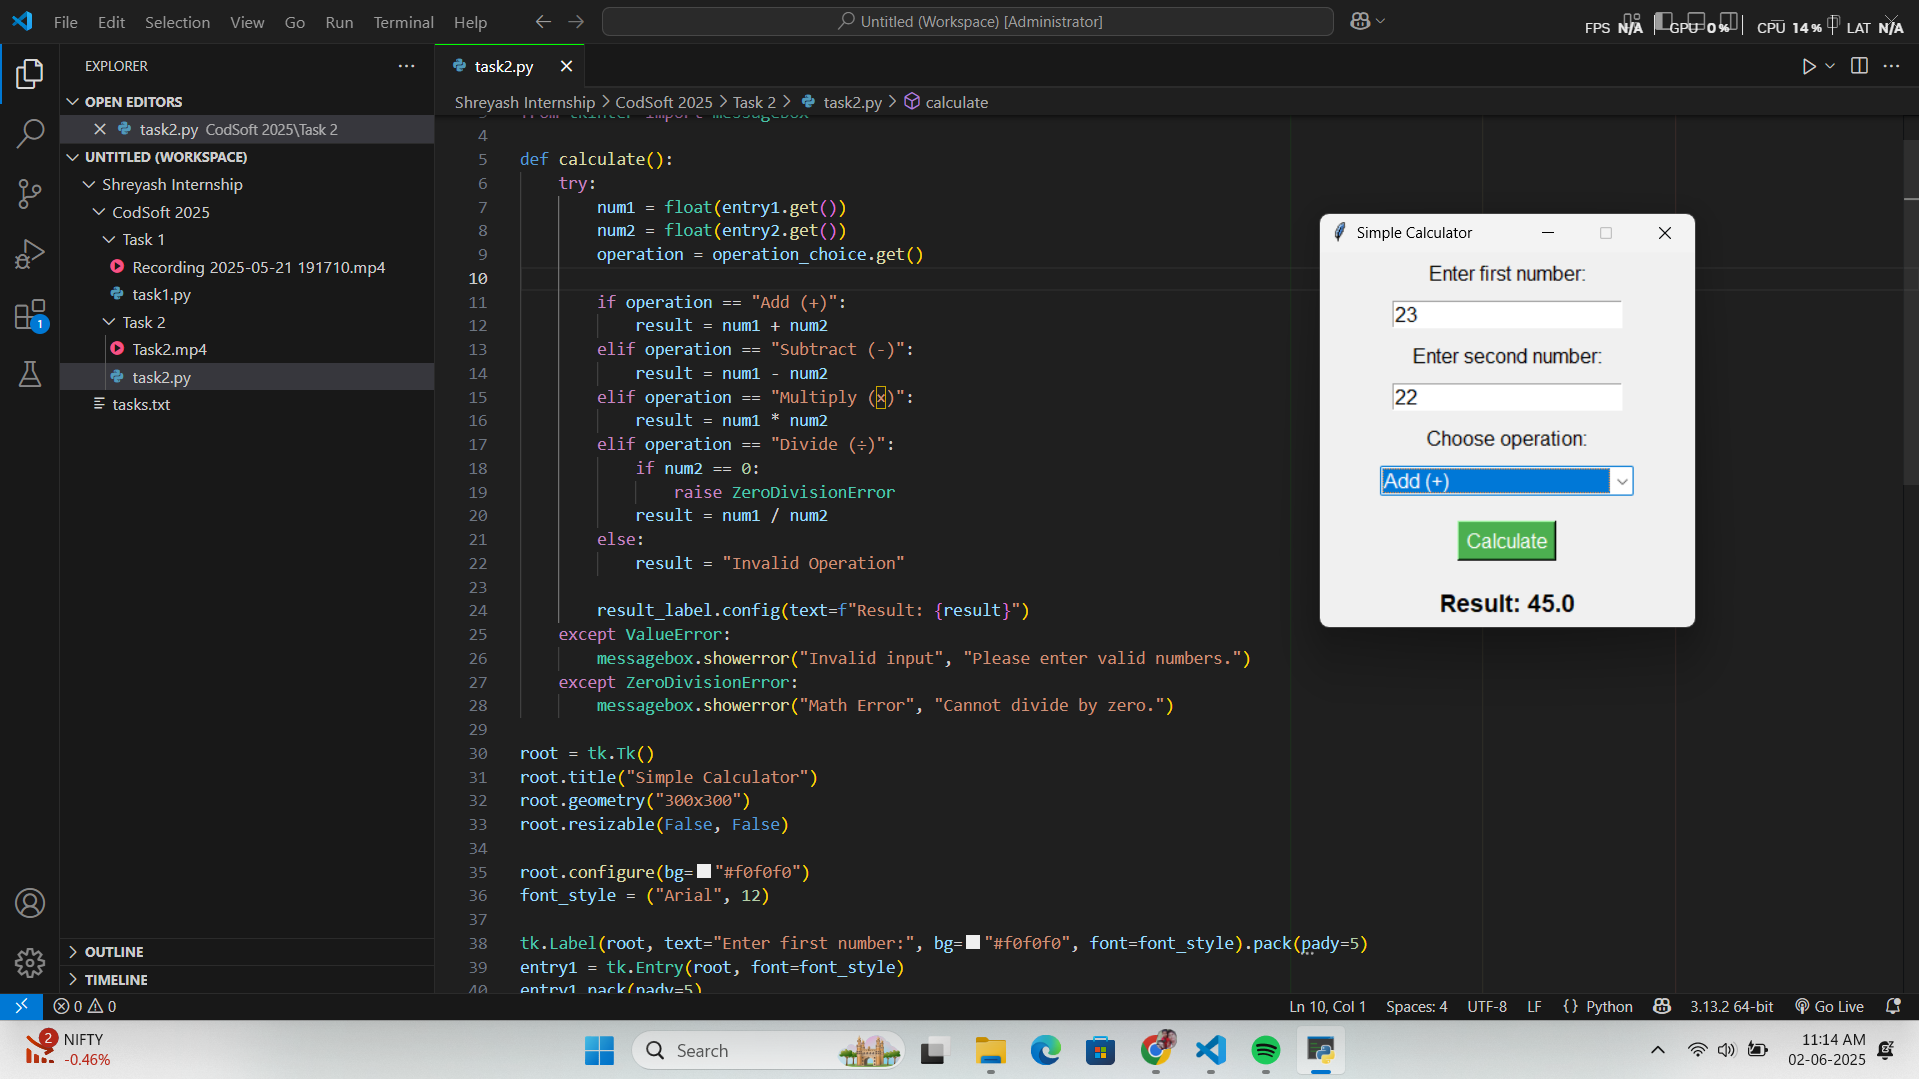 File Edit Selection View Go Run Terminal Help
Untitled (Workspace) [Administrator]
FPS N/A GPU 0% CPU 14% LAT N/A
EXPLORER
OPEN EDITORS
task2.py CodSoft 2025\Task 2
UNTITLED (WORKSPACE)
Shreyash Internship
CodSoft 2025
Task 1
Recording 2025-05-21 191710.mp4
task1.py
Task 2
Task2.mp4
task2.py
tasks.txt
OUTLINE
TIMELINE
1
task2.py
Shreyash Internship > CodSoft 2025 > Task 2 > task2.py > calculate
3 from tkinter import messagebox
4
5 def calculate():
6 try:
7 num1 = float(entry1.get())
8 num2 = float(entry2.get())
9 operation = operation_choice.get()
10
11 if operation == "Add (+)":
12 result = num1 + num2
13 elif operation == "Subtract (-)":
14 result = num1 - num2
15 elif operation == "Multiply (×)":
16 result = num1 * num2
17 elif operation == "Divide (÷)":
18 if num2 == 0:
19 raise ZeroDivisionError
20 result = num1 / num2
21 else:
22 result = "Invalid Operation"
23
24 result_label.config(text=f"Result: {result}")
25 except ValueError:
26 messagebox.showerror("Invalid input", "Please enter valid numbers.")
27 except ZeroDivisionError:
28 messagebox.showerror("Math Error", "Cannot divide by zero.")
29
30 root = tk.Tk()
31 root.title("Simple Calculator")
32 root.geometry("300x300")
33 root.resizable(False, False)
34
35 root.configure(bg="#f0f0f0")
36 font_style = ("Arial", 12)
37
38 tk.Label(root, text="Enter first number:", bg="#f0f0f0", font=font_style).pack(pady=5)
39 entry1 = tk.Entry(root, font=font_style)
40 entry1.pack(pady=5)
Simple Calculator
Enter first number:
23
Enter second number:
22
Choose operation:
Add (+)
Calculate
Result: 45.0
0 0
Ln 10, Col 1 Spaces: 4 UTF-8 LF {} Python 3.13.2 64-bit Go Live
2 NIFTY
-0.46%
Search
11:14 AM
02-06-2025